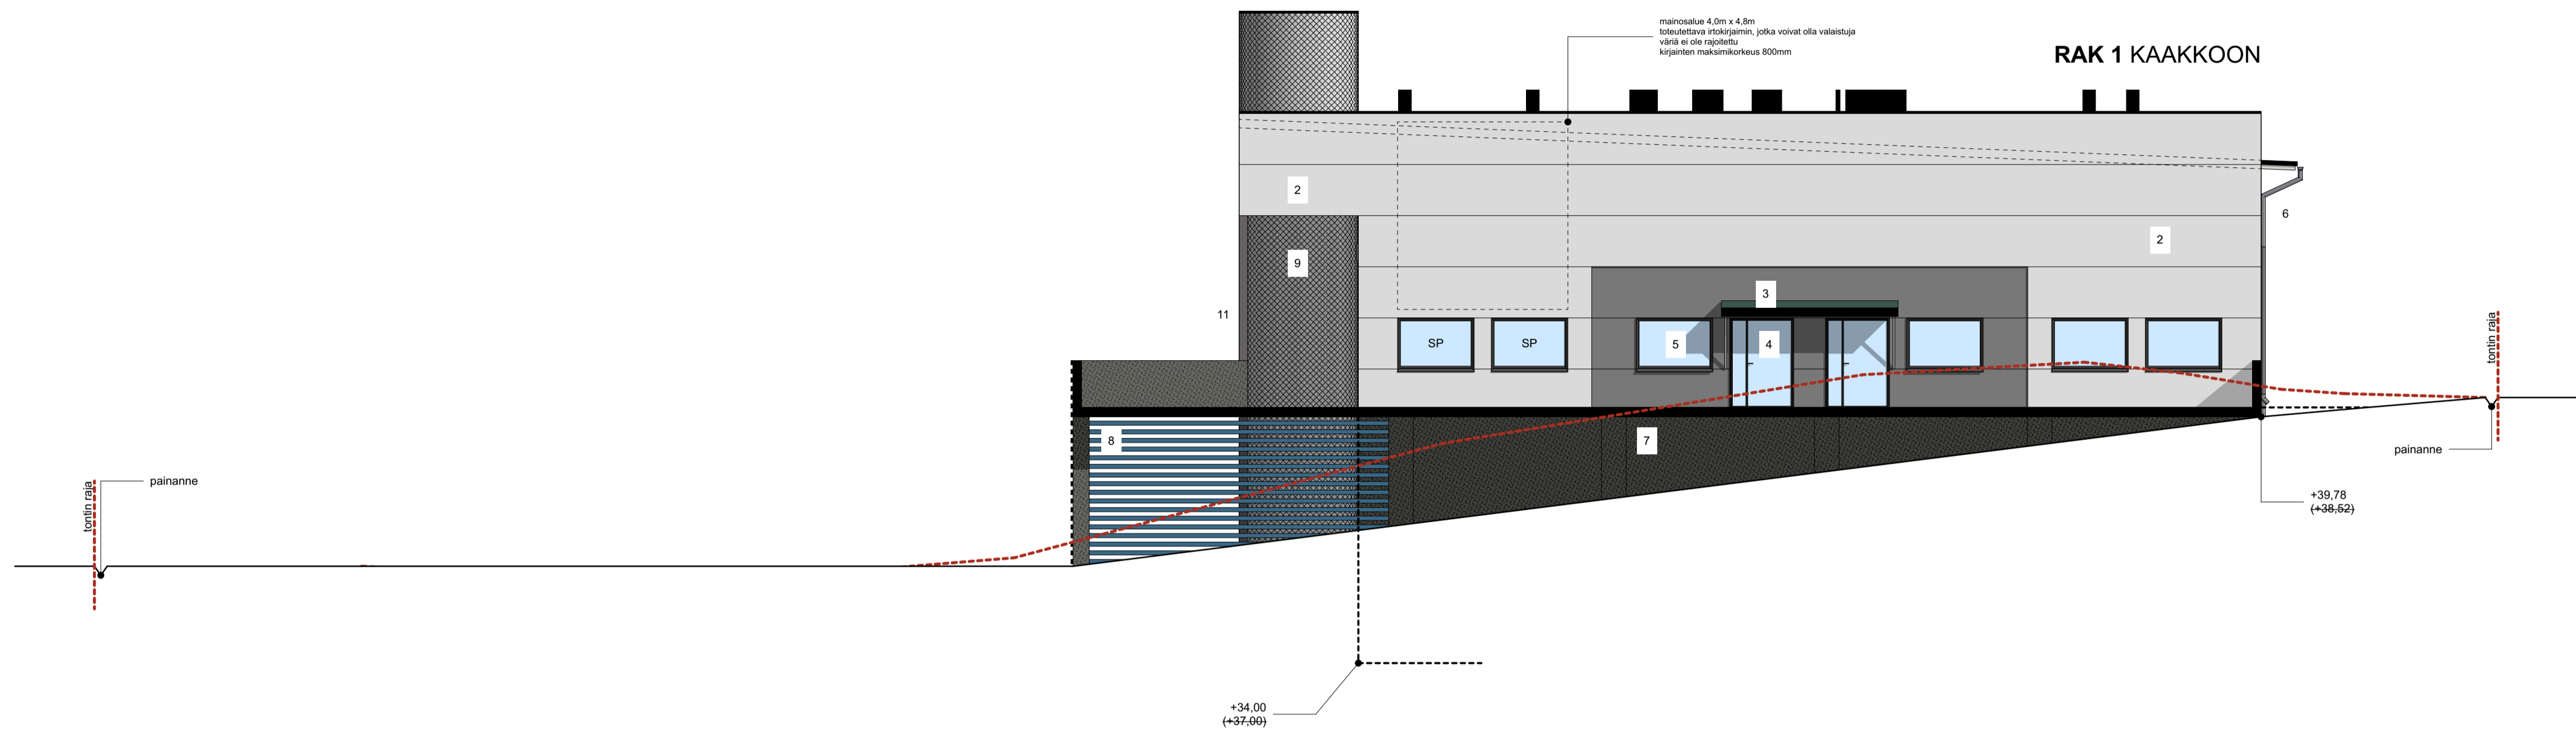 mainosalue 4,0m x 4,8m
toteutettava irtokirjaimin, jotka voivat olla valaistuja
väriä ei ole rajoitettu
kirjainten maksimikorkeus 800mm
RAK 1 KAAKKOON
2
6
2
9
3
11
SP
SP
5
4
tontin raja
8
7
painanne
tontin raja
painanne
+39,78
(+38,52)
+34,00
(+37,00)